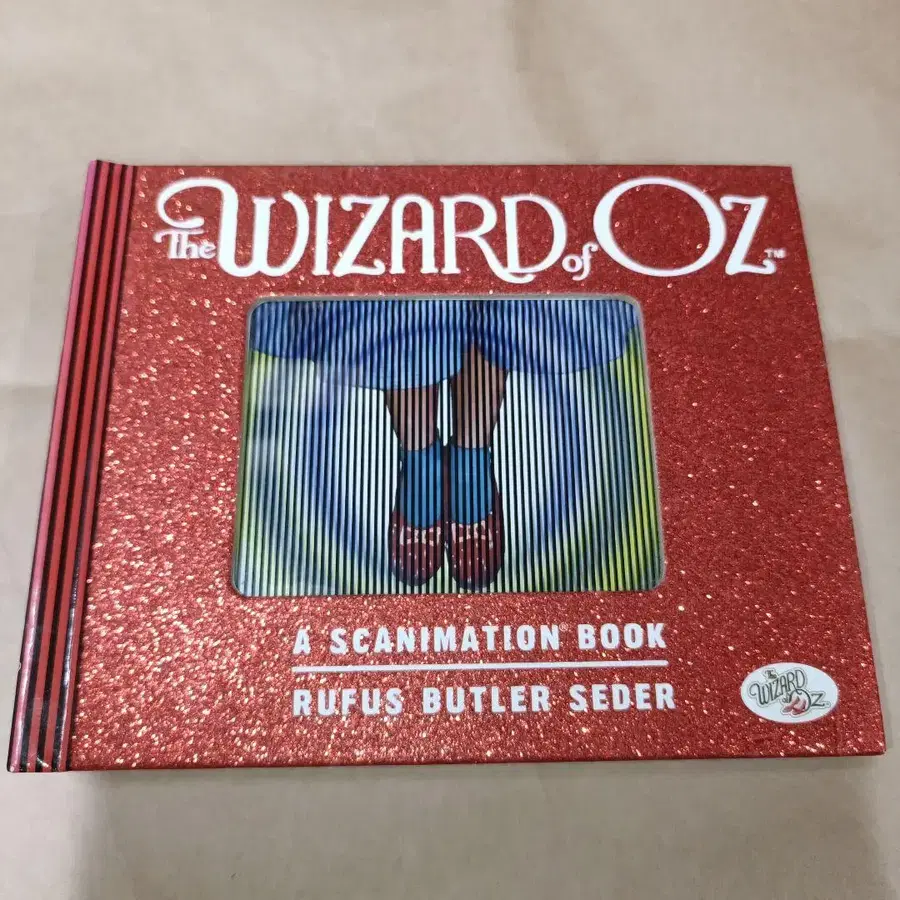 The WIZARD of OZ™
A SCANIMATION® BOOK
RUFUS BUTLER SEDER
THE WIZARD OF OZ